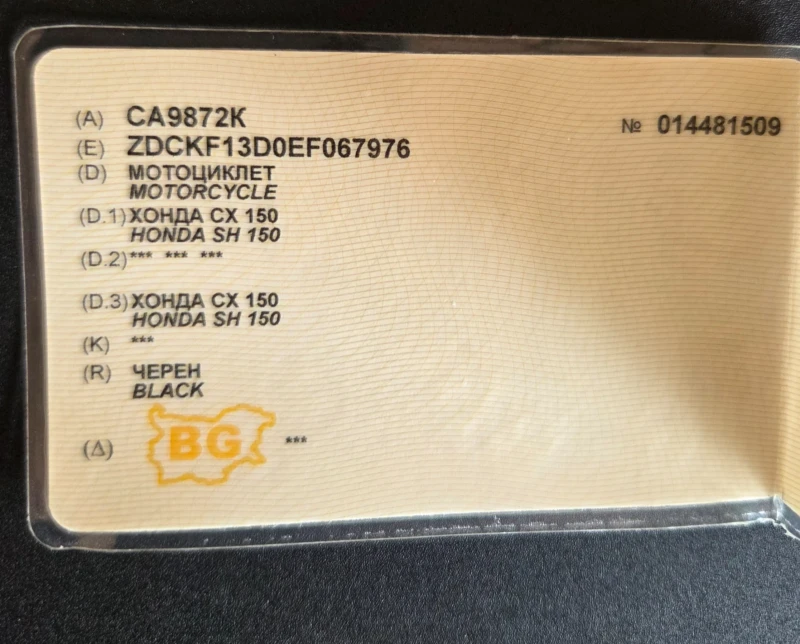 (A) CA9872K
№ 014481509
(E) ZDCKF13D0EF067976
(D) МОТОЦИКЛЕТ
MOTORCYCLE
(D.1) ХОНДА СХ 150
HONDA SH 150
(D.2) *** *** ***
(D.3) ХОНДА СХ 150
HONDA SH 150
(K) ***
(R) ЧЕРЕН
BLACK
(Δ) BG ***